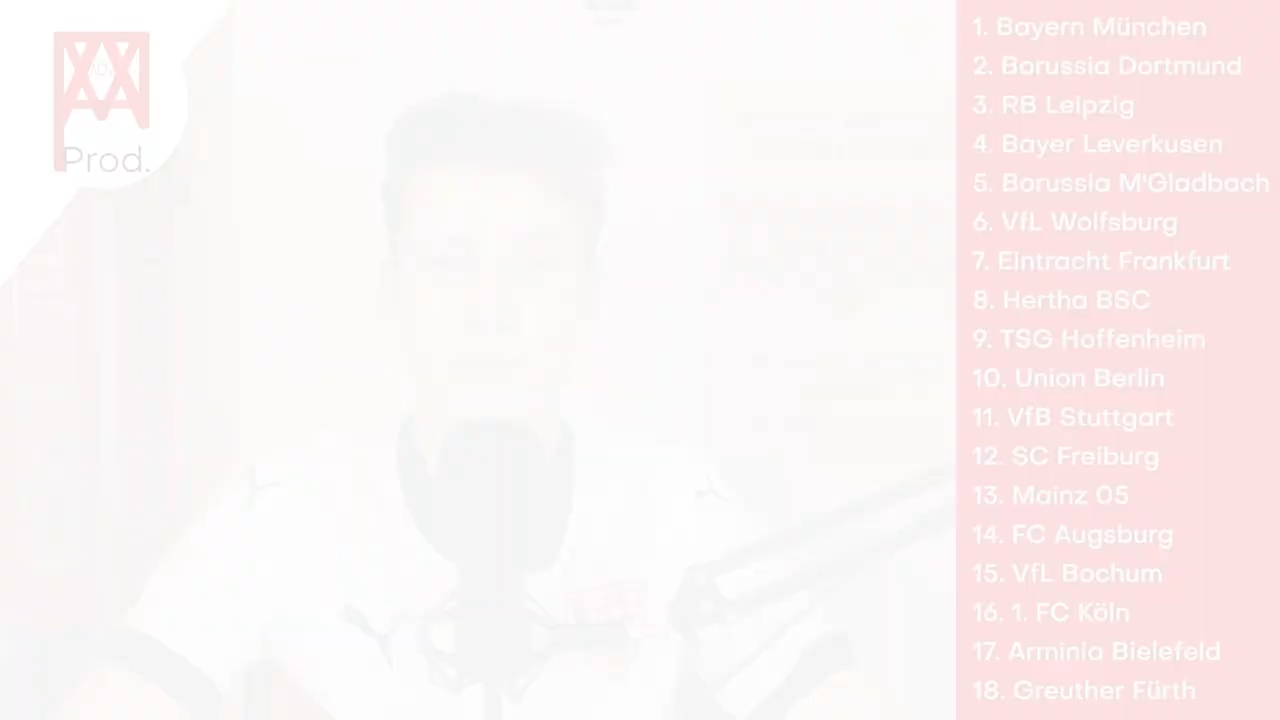 Prod.
1. Bayern München
2. Borussia Dortmund
3. RB Leipzig
4. Bayer Leverkusen
5. Borussia M'Gladbach
6. VfL Wolfsburg
7. Eintracht Frankfurt
8. Hertha BSC
9. TSG Hoffenheim
10. Union Berlin
11. VfB Stuttgart
12. SC Freiburg
13. Mainz 05
14. FC Augsburg
15. VfL Bochum
16. 1. FC Köln
17. Arminia Bielefeld
18. Greuther Fürth